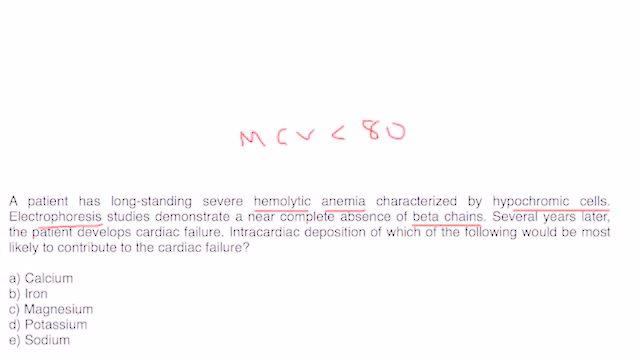 MCV < 80
A patient has long-standing severe hemolytic anemia characterized by hypochromic cells.
Electrophoresis studies demonstrate a near complete absence of beta chains. Several years later,
the patient develops cardiac failure. Intracardiac deposition of which of the following would be most
likely to contribute to the cardiac failure?
a) Calcium
b) Iron
c) Magnesium
d) Potassium
e) Sodium